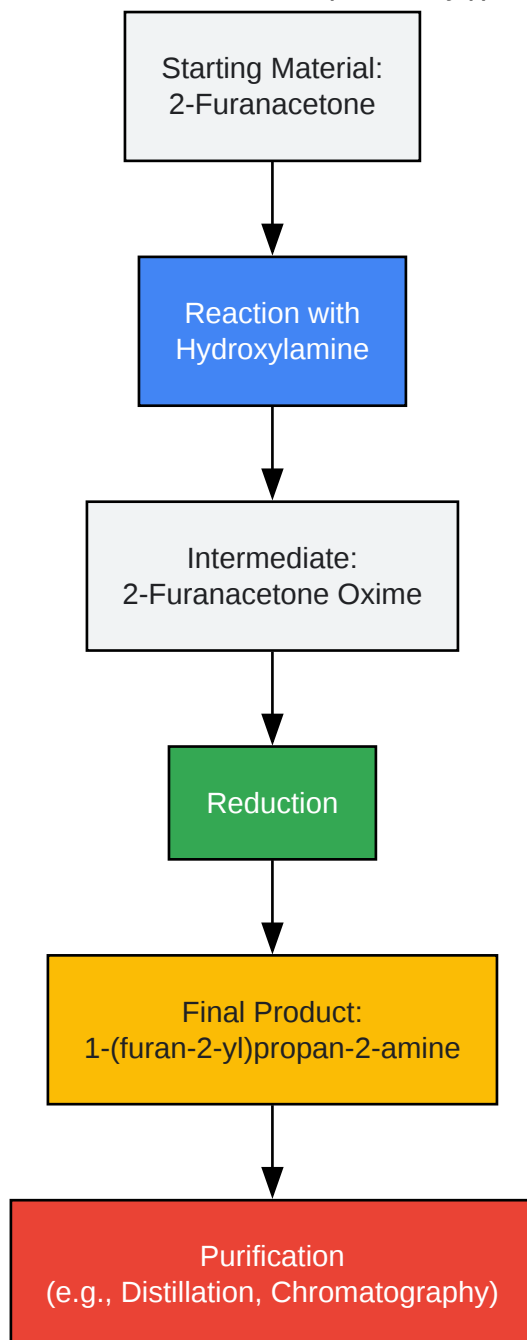 Starting Material:
2-Furanacetone
Reaction with
Hydroxylamine
Intermediate:
2-Furanacetone Oxime
Reduction
Final Product:
1-(furan-2-yl)propan-2-amine
Purification
(e.g., Distillation, Chromatography)